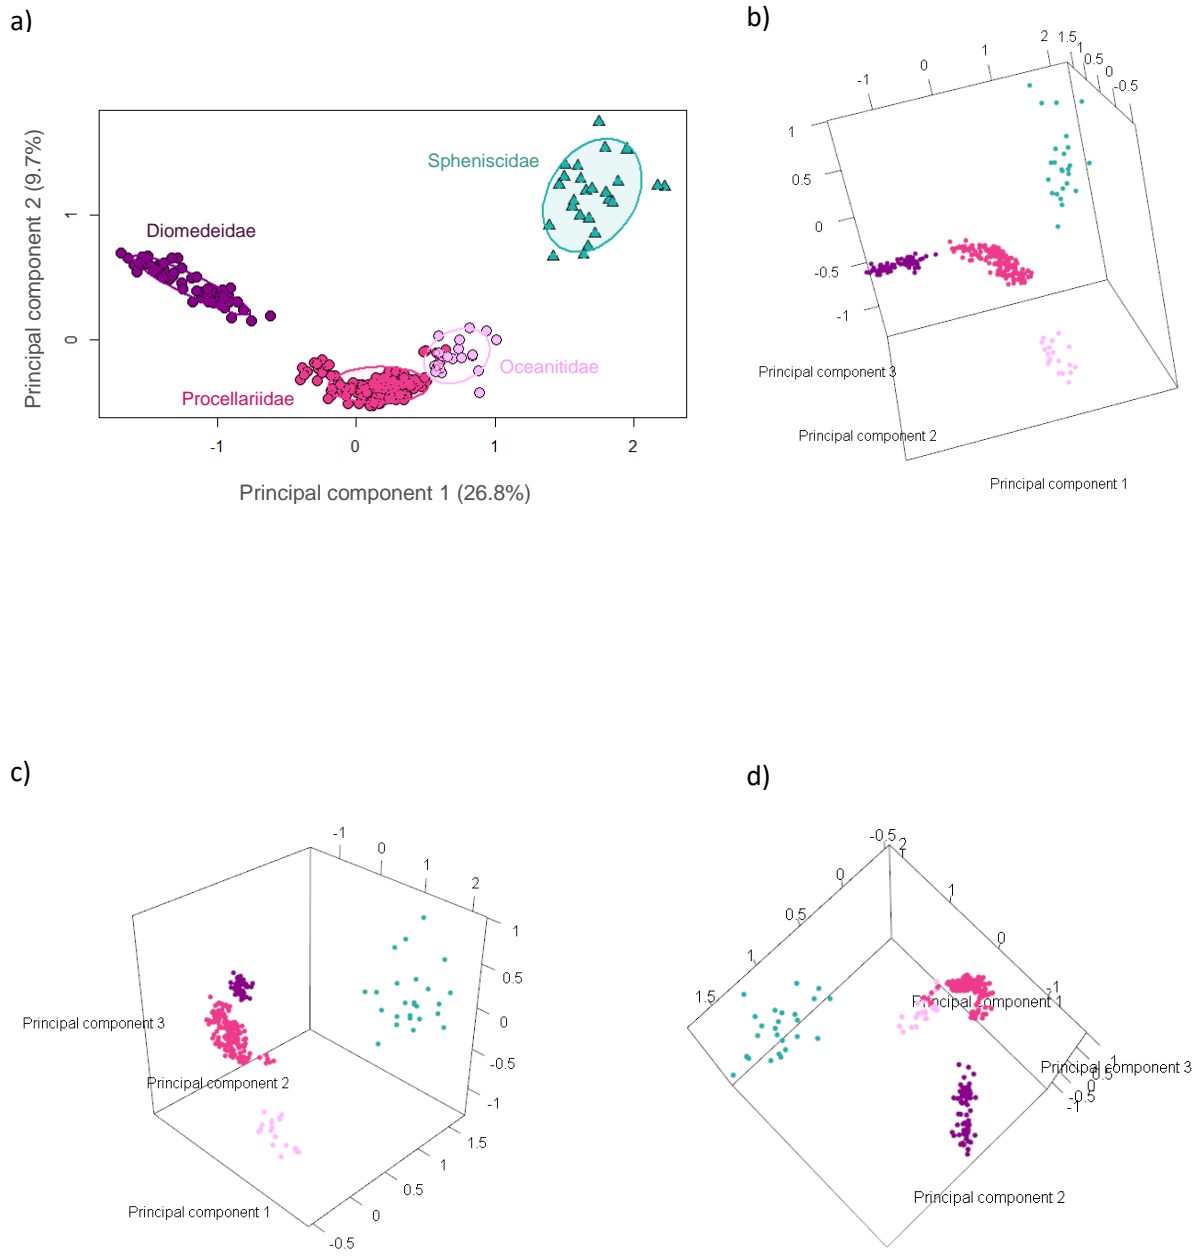 a)
Principal component 2 (9.7%)
1
0
Spheniscidae
Diomedeidae
Oceanitidae
Procellariidae
-1
0
1
2
Principal component 1 (26.8%)
b)
-1
0
1
2
1.5
1
0.5
0
-0.5
1
0.5
0
-0.5
-1
Principal component 3
Principal component 2
Principal component 1
c)
-1
0
1
2
1
0.5
0
-0.5
-1
1.5
1
0.5
0
-0.5
Principal component 3
Principal component 2
Principal component 1
d)
-0.5
0
0.5
1
1.5
2
1
0
-1
1
0.5
0
-0.5
-1
Principal component 1
Principal component 3
Principal component 2